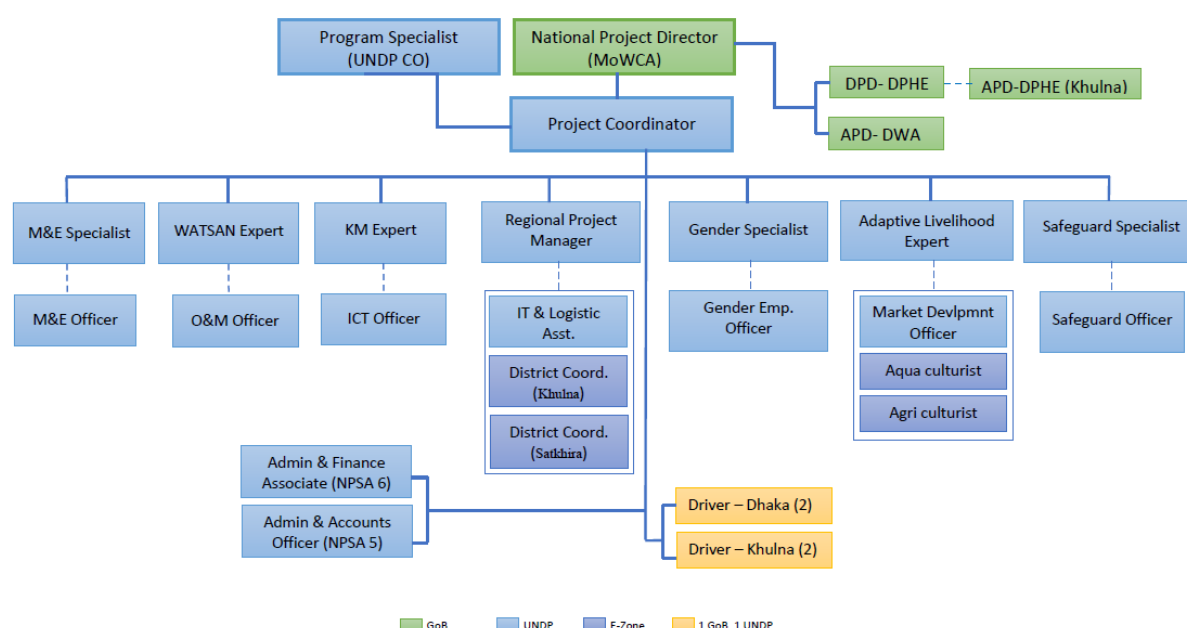 Program Specialist
(UNDP CO)
National Project Director
(MoWCA)
DPD- DPHE
APD-DPHE (Khulna)
Project Coordinator
APD- DWA
M&E Specialist
WATSAN Expert
KM Expert
Regional Project
Manager
Gender Specialist
Adaptive Livelihood
Expert
Safeguard Specialist
M&E Officer
O&M Officer
ICT Officer
IT & Logistic
Asst.
District Coord.
(Khulna)
District Coord.
(Satkhira)
Gender Emp.
Officer
Market Devlpmnt
Officer
Aqua culturist
Agri culturist
Safeguard Officer
Admin & Finance
Associate (NPSA 6)
Admin & Accounts
Officer (NPSA 5)
Driver – Dhaka (2)
Driver – Khulna (2)
GoB
UNDP
F-Zone
1 GoB, 1 UNDP